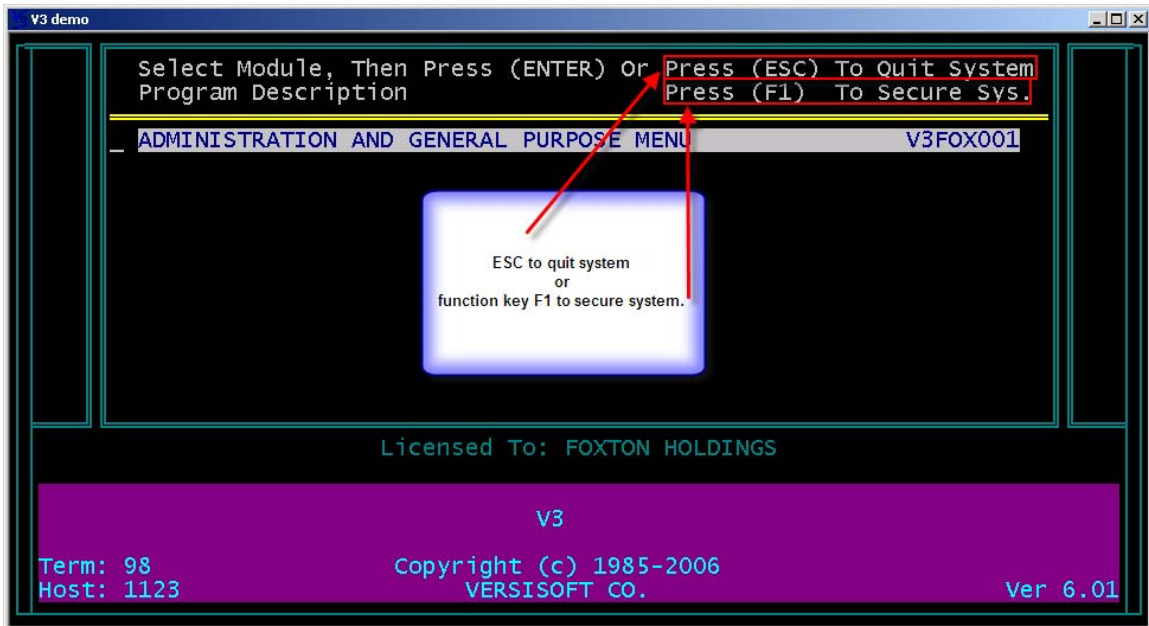 V3 demo
Select Module, Then Press (ENTER) Or Press (ESC) To Quit System
Program Description Press (F1) To Secure Sys.
_ ADMINISTRATION AND GENERAL PURPOSE MENU V3FOX001
ESC to quit system
or
function key F1 to secure system.
Licensed To: FOXTON HOLDINGS
V3
Term: 98 Copyright (c) 1985-2006
Host: 1123 VERSISOFT CO. Ver 6.01